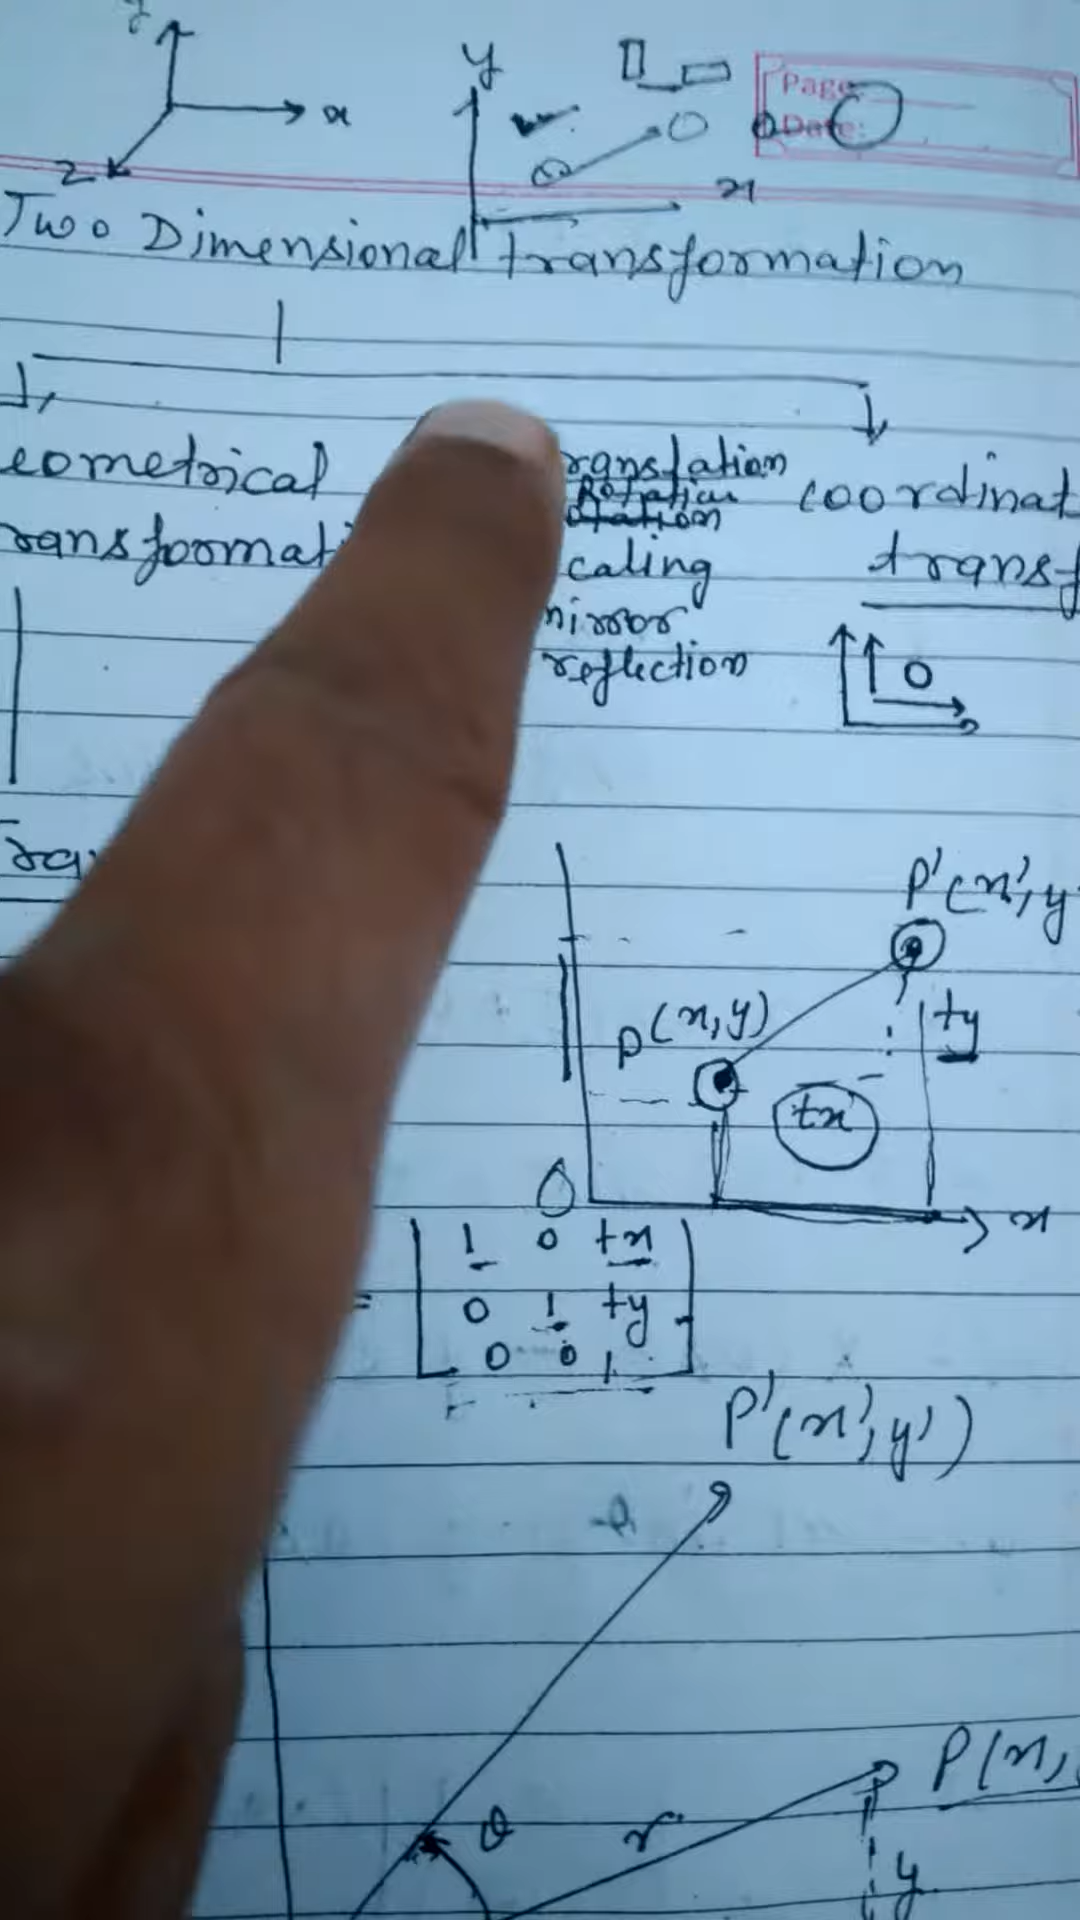 y
x
z
y
x
Page:
Date:
Two Dimensional transformation
eometrical
ranslation
Rotation
coordinat
ransformati
caling
transf
mirror
reflection
O
P'(x', y
P(x, y)
ty
tx
x
= 1 0 tx
0 1 ty
0 0 1
P'(x', y')
P(x,
θ
r
y